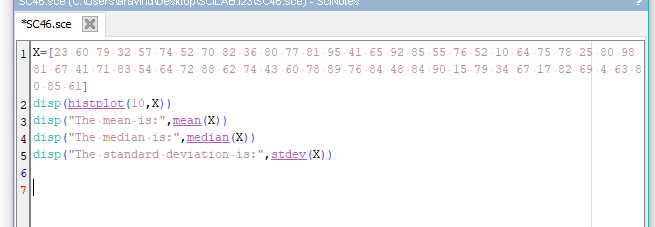 SC46.sce (C:\Users\aravind\Desktop\SCILAB.i23\SC46.sce) - SciNotes ?
*SC46.sce
1 X=[23 60 79 32 57 74 52 70 82 36 80 77 81 95 41 65 92 85 55 76 52 10 64 75 78 25 80 98
81 67 41 71 83 54 64 72 88 62 74 43 60 78 89 76 84 48 84 90 15 79 34 67 17 82 69 4 63 8
0 85 61]
2 disp(histplot(10,X))
3 disp("The mean is:",mean(X))
4 disp("The median is:",median(X))
5 disp("The standard deviation is:",stdev(X))
6
7